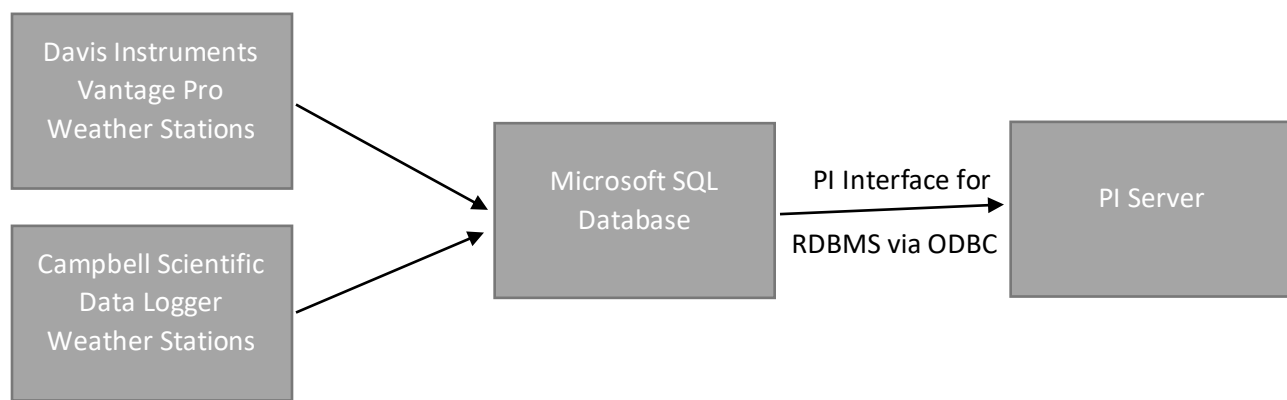 Davis Instruments
Vantage Pro
Weather Stations
Campbell Scientific
Data Logger
Weather Stations
Microsoft SQL
Database
PI Interface for
RDBMS via ODBC
PI Server